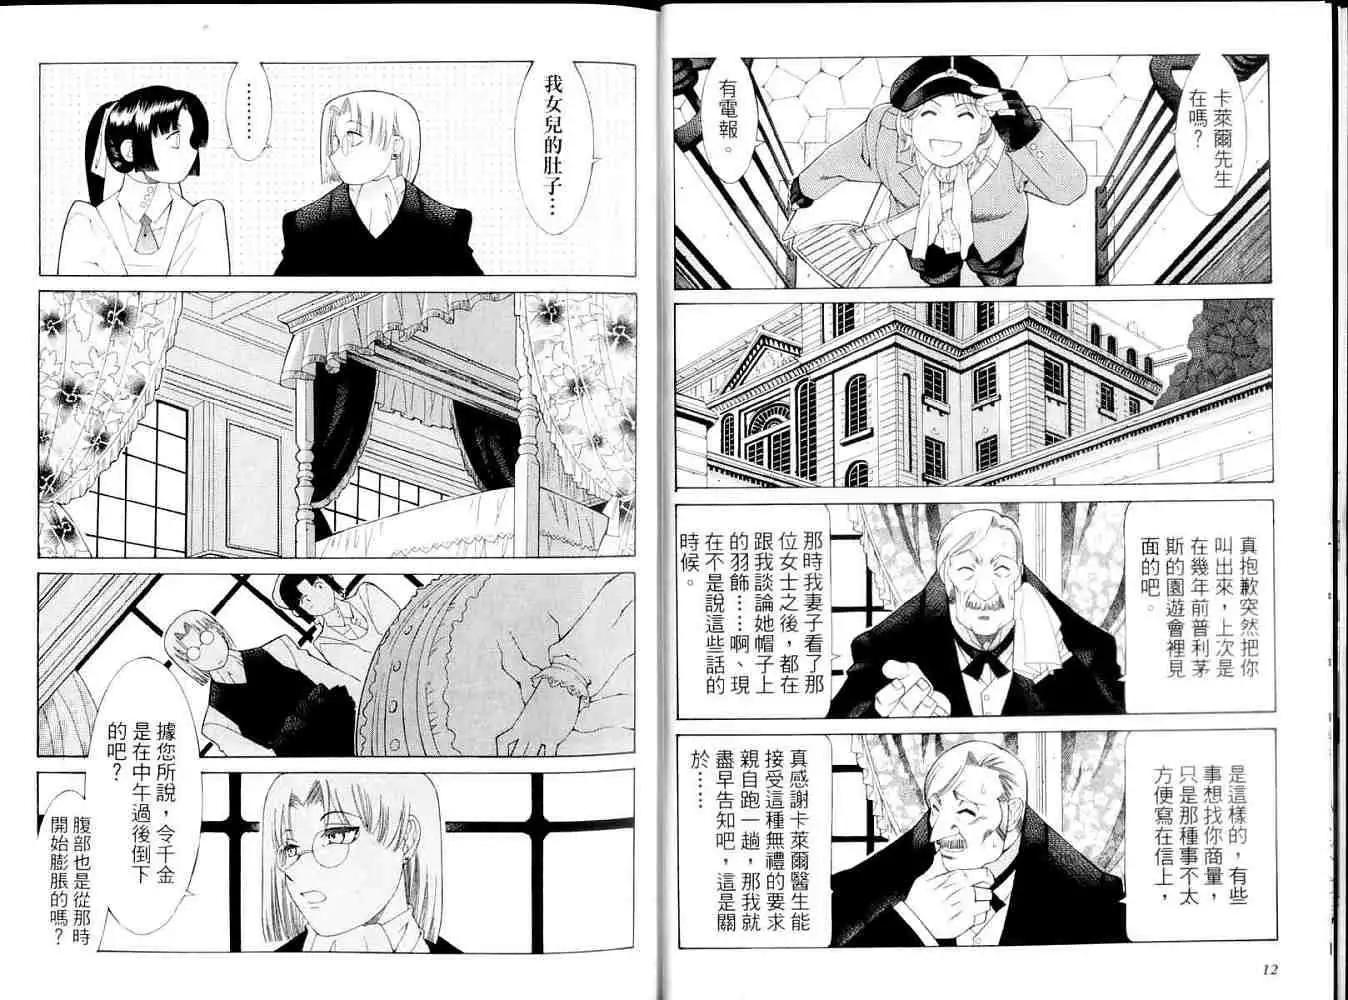 卡萊爾先生
在嗎？
有電報。
真抱歉突然把你
叫出來，上次是
在幾年前普利茅
斯的園遊會裡見
面的吧。
那時我妻子看了那
位女士之後，都在
跟我談論她帽子上
的羽飾……啊、現
在不是說這些話的
時候。
是這樣的，有些
事想找你商量，
只是那種事不太
方便寫在信上，
真感謝卡萊爾醫生能
接受這種無禮的要求
親自跑一趟，那我就
盡早告知吧，這是關
於……
12
我女兒的肚子…
……
據您所說，令千金
是在中午過後倒下
的吧？
腹部也是從那時
開始膨脹的嗎？